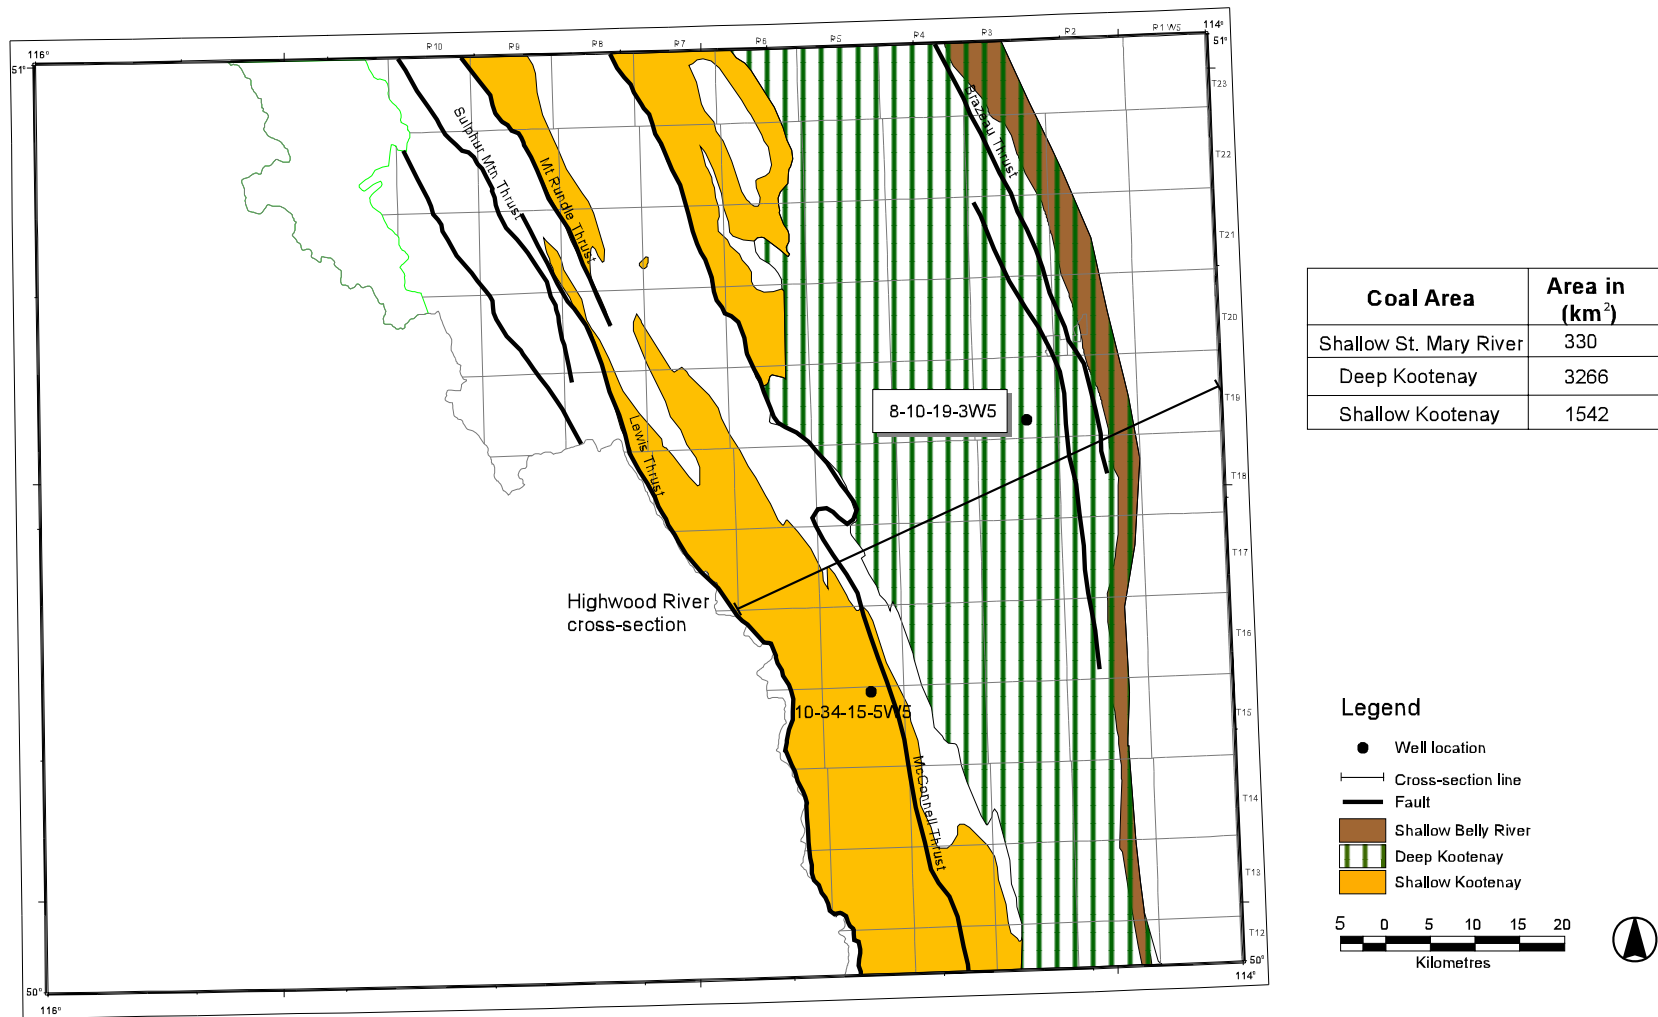 116°
R10
R9
R8
R7
R6
R5
R4
R3
R2
R1 W5
114°
51°
51°
T23
T22
T21
T20
T19
T18
T17
T16
T15
T14
T13
T12
Sulphur Mtn Thrust
Mt Rundle Thrust
Brazeau Thrust
Lewis Thrust
McConnell Thrust
8-10-19-3W5
Highwood River
cross-section
10-34-15-5W5
50°
116°
50°
114°
Coal Area
Area in
(km²)
Shallow St. Mary River 330
Deep Kootenay 3266
Shallow Kootenay 1542
Legend
Well location
Cross-section line
Fault
Shallow Belly River
Deep Kootenay
Shallow Kootenay
5 0 5 10 15 20
Kilometres